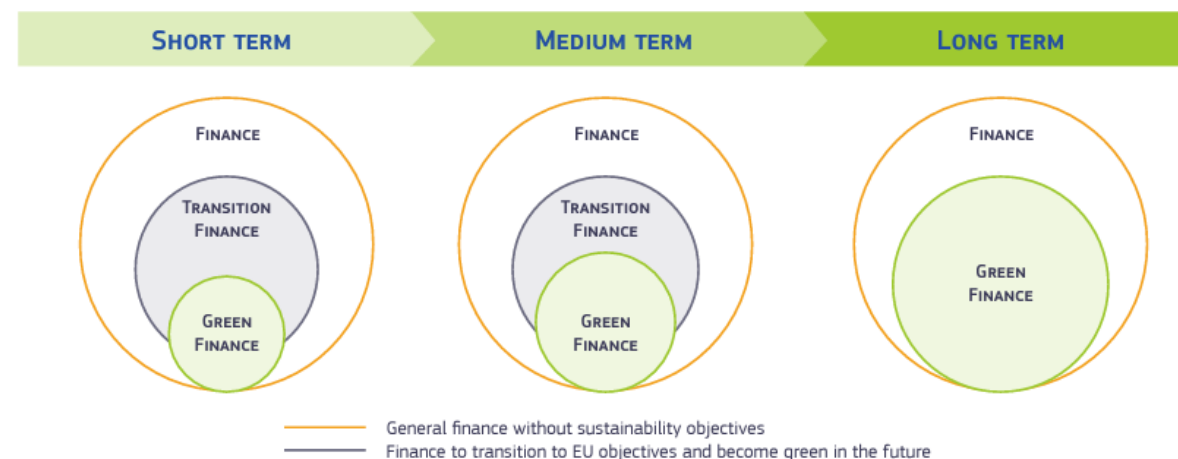 SHORT TERM MEDIUM TERM LONG TERM
FINANCE FINANCE FINANCE
TRANSITION TRANSITION
FINANCE FINANCE
GREEN
FINANCE
GREEN GREEN
FINANCE FINANCE
General finance without sustainability objectives
Finance to transition to EU objectives and become green in the future